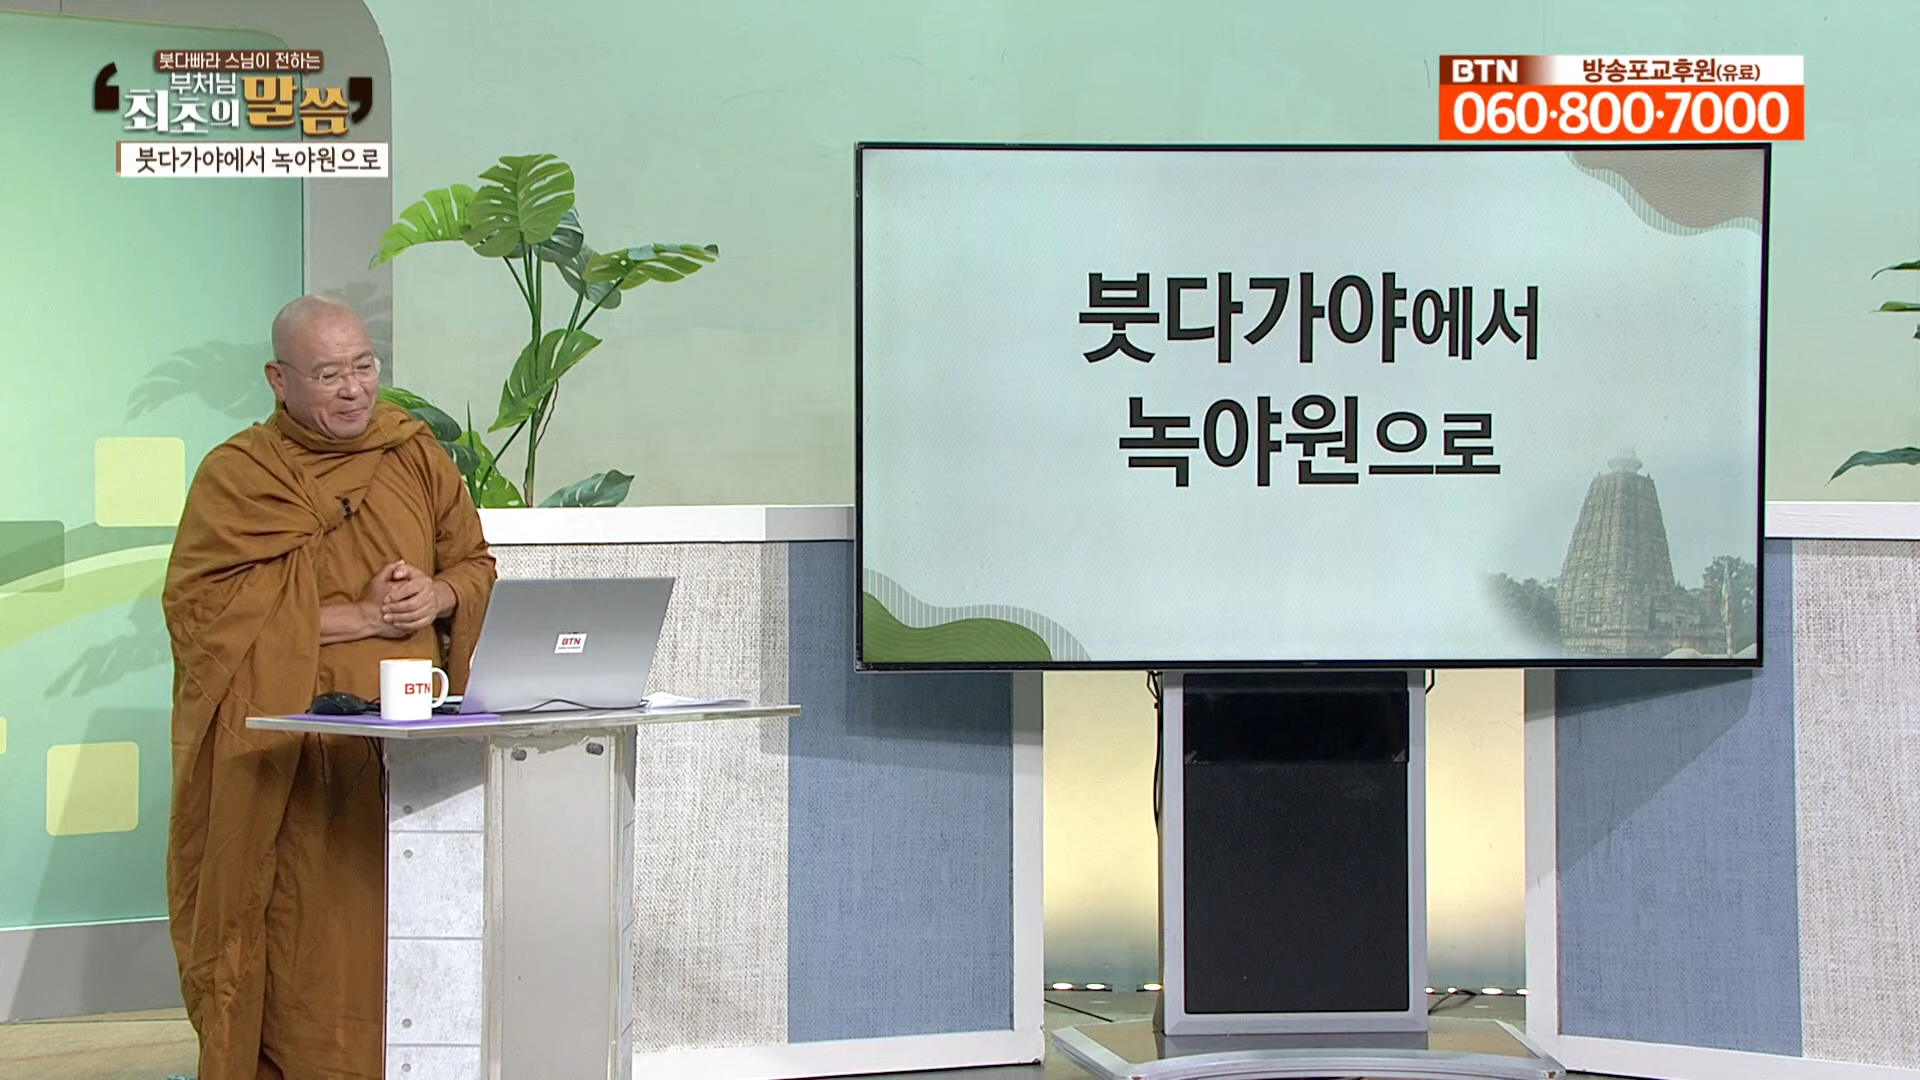 붓다빠라 스님이 전하는
부처님
최초의 말씀
붓다가야에서 녹야원으로
BTN 방송포교후원(유료)
060·800·7000
붓다가야에서
녹야원으로
BTN
BTN